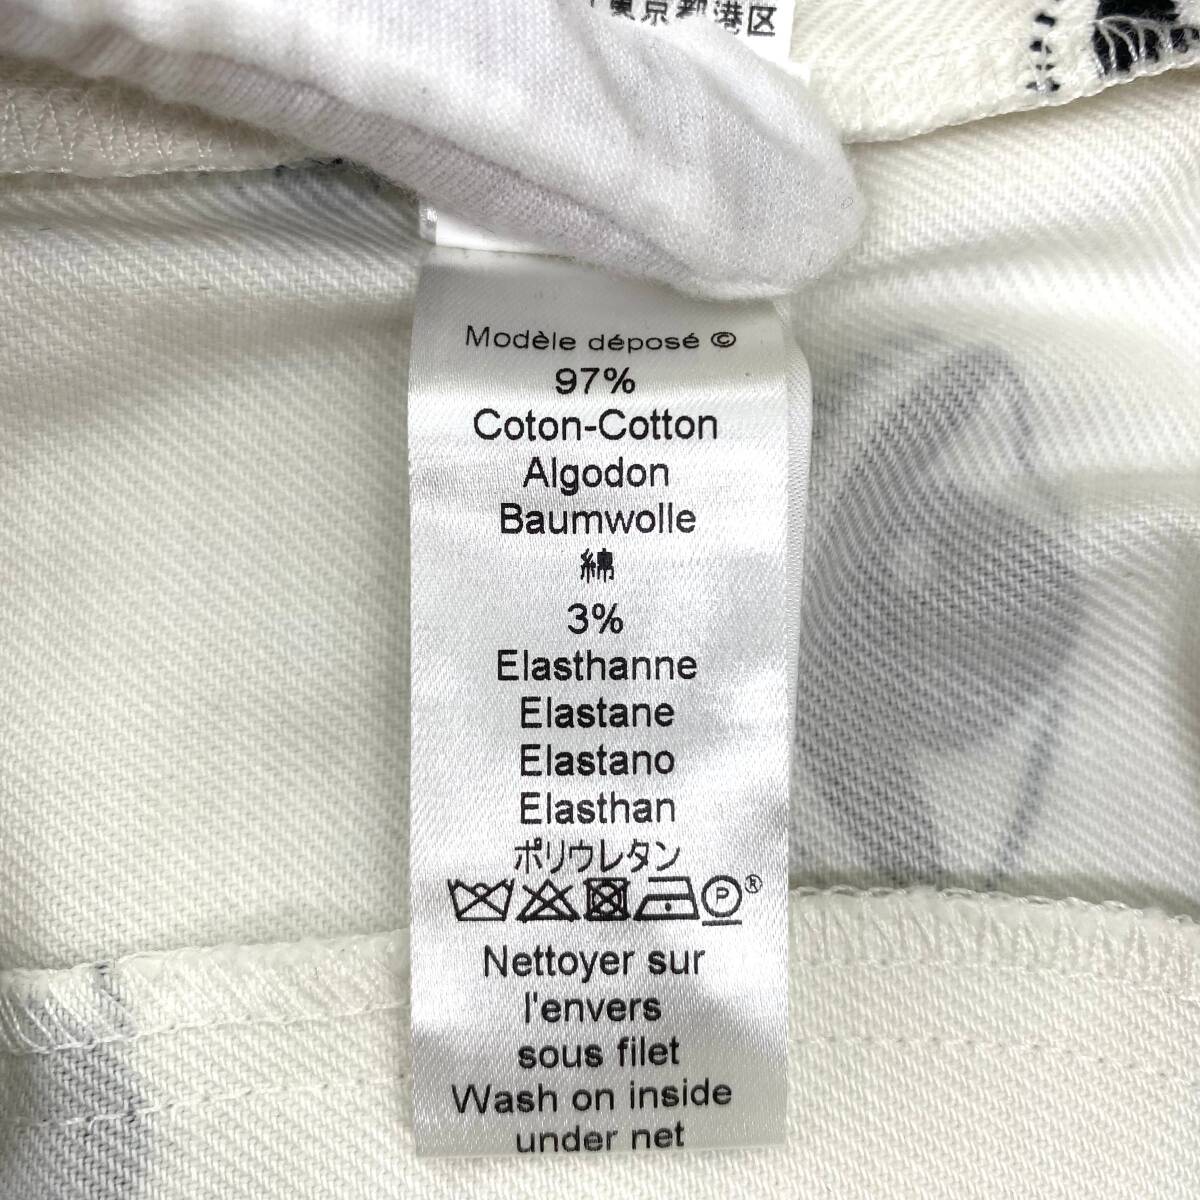 東京都港区
Modèle déposé ©
97%
Coton-Cotton
Algodon
Baumwolle
綿
3%
Elasthanne
Elastane
Elastano
Elasthan
ポリウレタン
P ®
Nettoyer sur
l'envers
sous filet
Wash on inside
under net